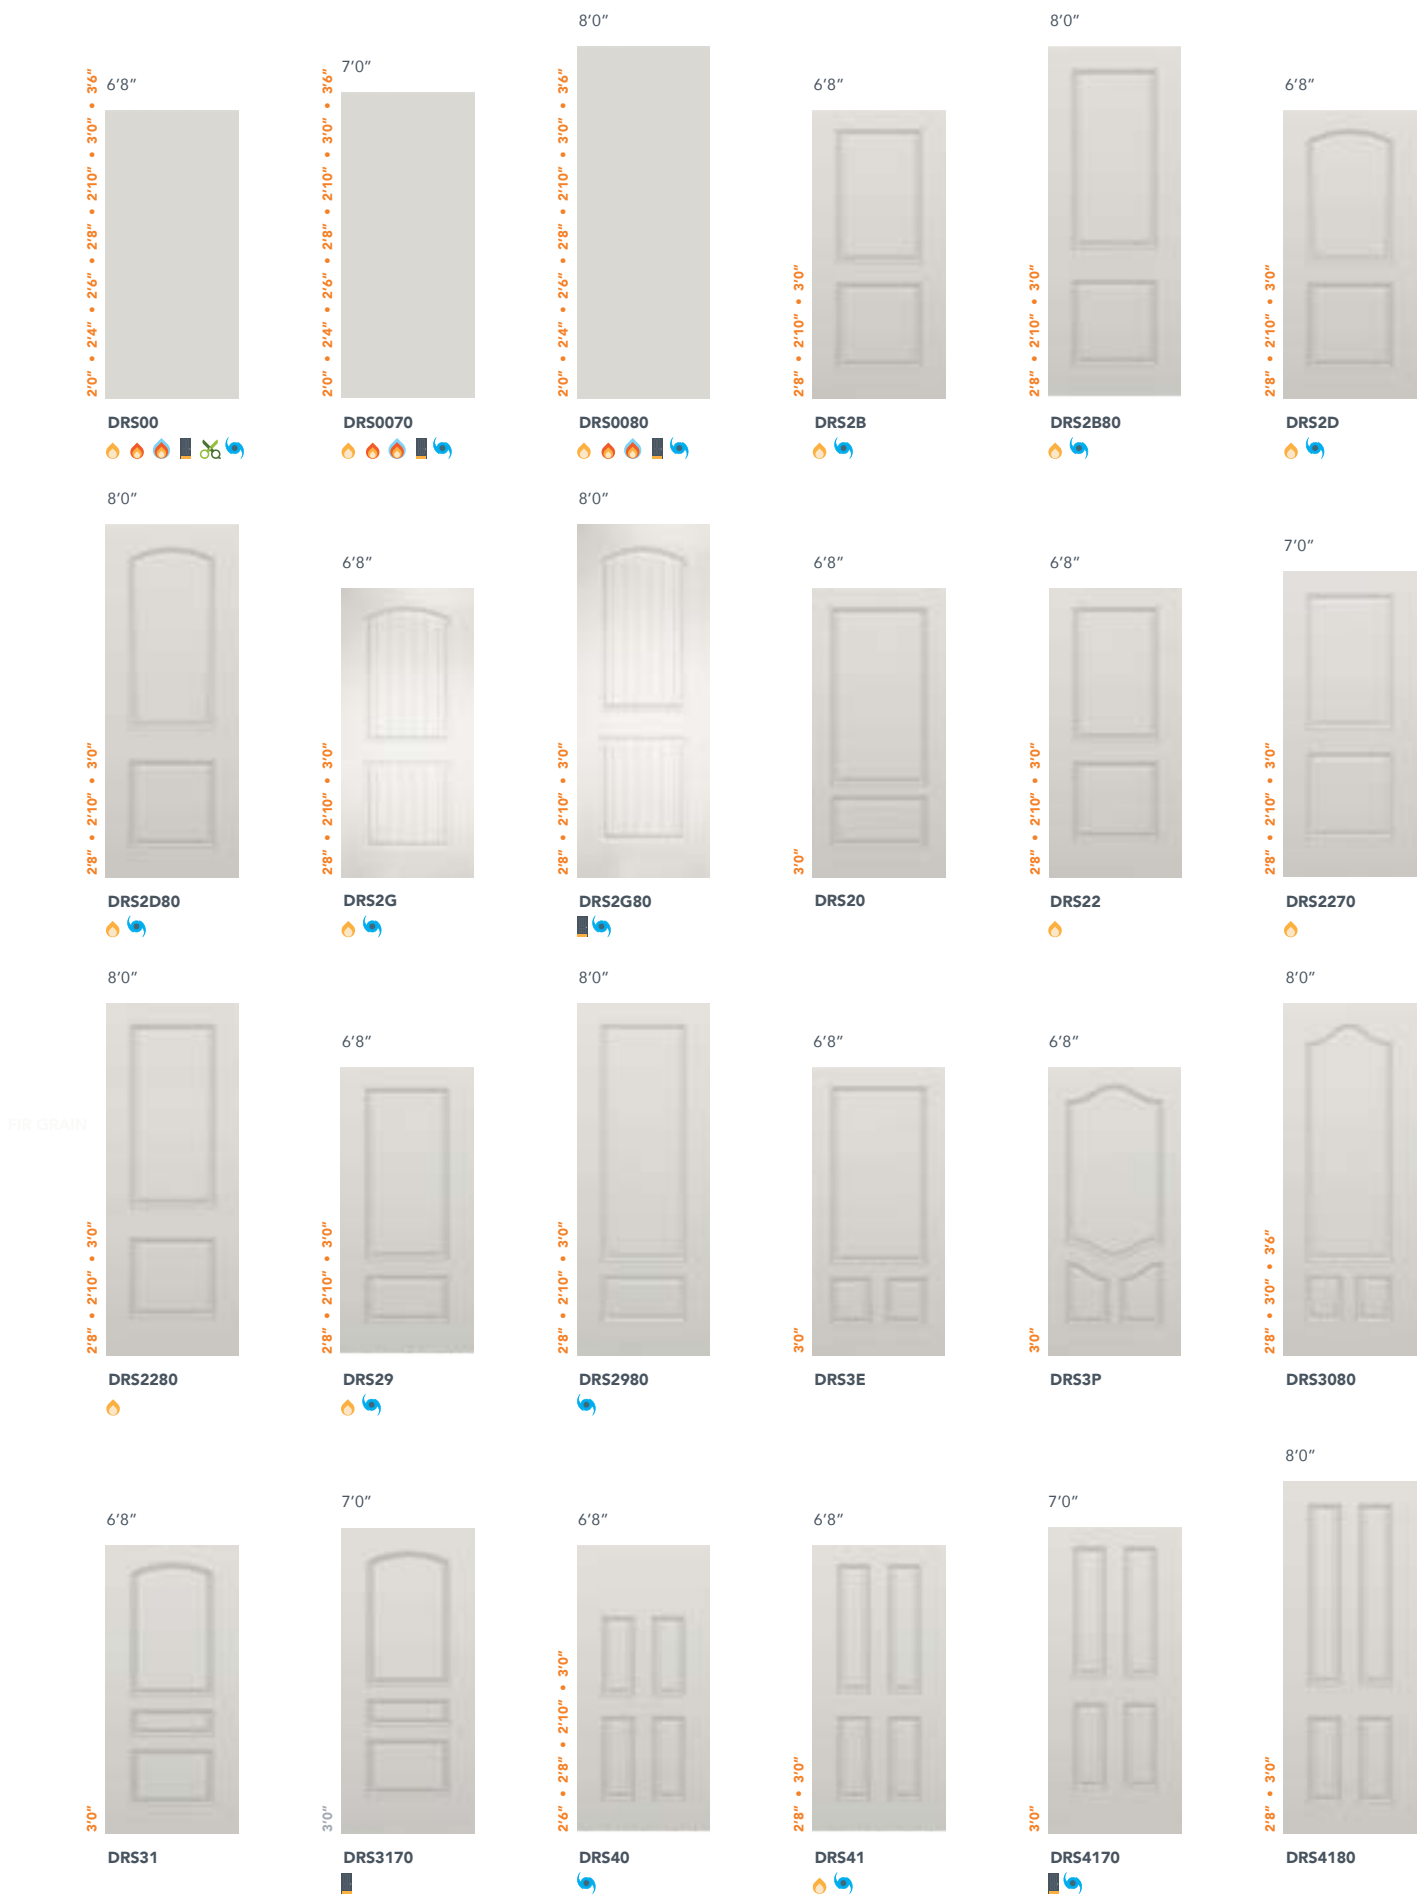 8'0"
8'0"
7'0"
6'8"
6'8"
6'8"
2'0" • 2'4" • 2'6" • 2'8" • 2'10" • 3'0" • 3'6"
2'0" • 2'4" • 2'6" • 2'8" • 2'10" • 3'0" • 3'6"
2'0" • 2'4" • 2'6" • 2'8" • 2'10" • 3'0" • 3'6"
2'8" • 2'10" • 3'0"
2'8" • 2'10" • 3'0"
2'8" • 2'10" • 3'0"
DRS00
DRS0070
DRS0080
DRS2B
DRS2B80
DRS2D
8'0"
8'0"
7'0"
6'8"
6'8"
6'8"
2'8" • 2'10" • 3'0"
2'8" • 2'10" • 3'0"
2'8" • 2'10" • 3'0"
3'0"
2'8" • 2'10" • 3'0"
2'8" • 2'10" • 3'0"
DRS2D80
DRS2G
DRS2G80
DRS20
DRS22
DRS2270
8'0"
8'0"
8'0"
6'8"
6'8"
6'8"
FIR GRAIN
2'8" • 2'10" • 3'0"
2'8" • 2'10" • 3'0"
2'8" • 2'10" • 3'0"
3'0"
3'0"
2'8" • 3'0" • 3'6"
DRS2280
DRS29
DRS2980
DRS3E
DRS3P
DRS3080
8'0"
7'0"
7'0"
6'8"
6'8"
6'8"
3'0"
3'0"
2'6" • 2'8" • 2'10" • 3'0"
2'8" • 3'0"
3'0"
2'8" • 3'0"
DRS31
DRS3170
DRS40
DRS41
DRS4170
DRS4180